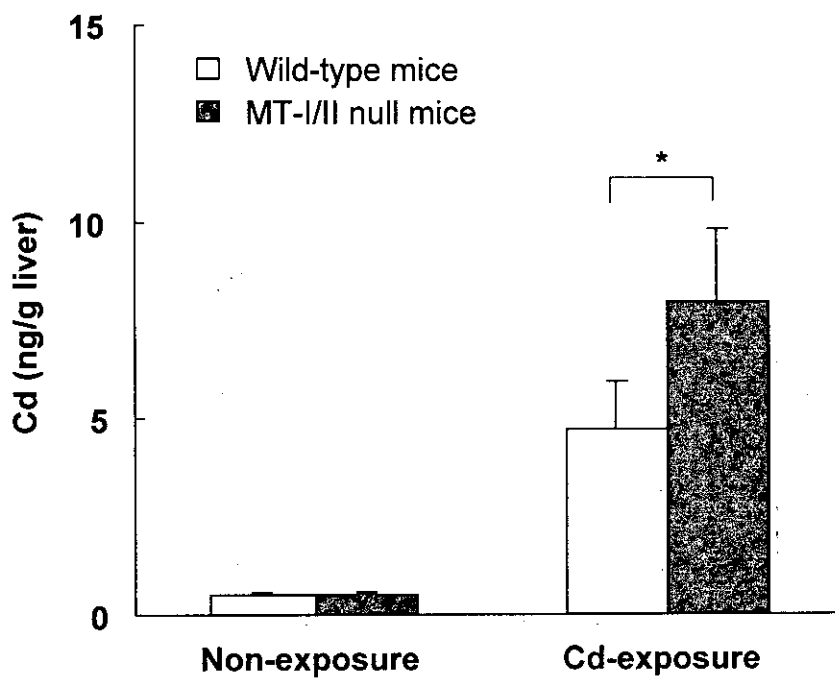 15
Wild-type mice
MT-I/II null mice
*
10
Cd (ng/g liver)
5
0
Non-exposure
Cd-exposure